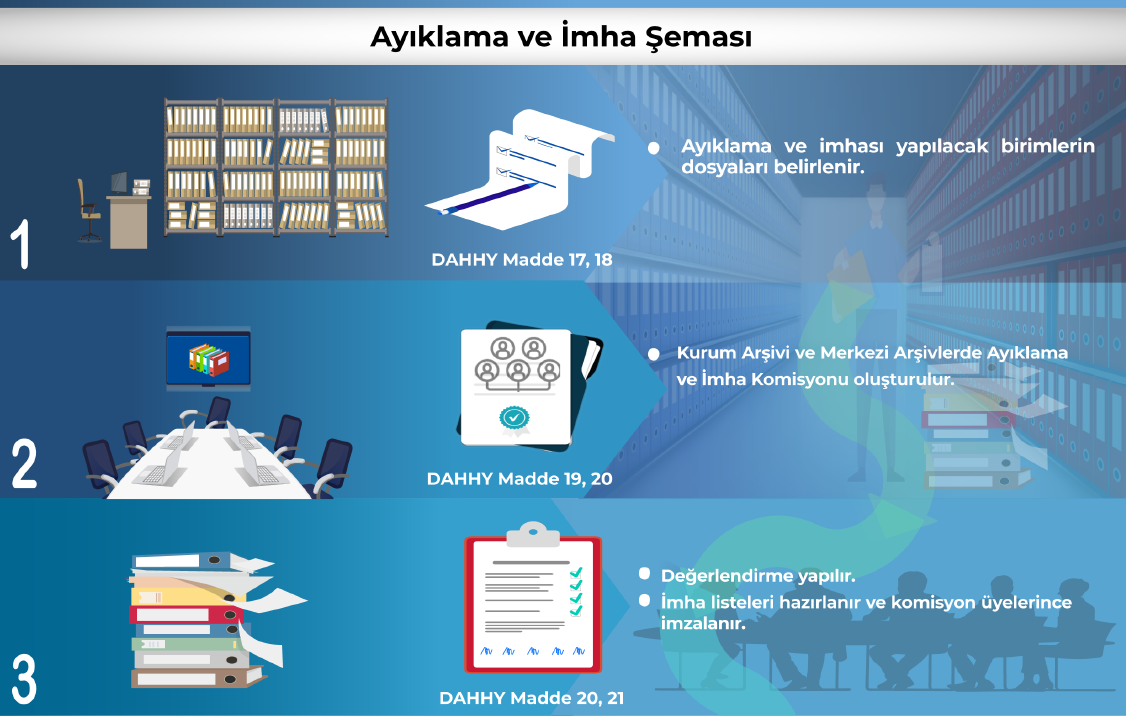 Ayıklama ve İmha Şeması
1
DAHHY Madde 17, 18
Ayıklama ve imhası yapılacak birimlerin
dosyaları belirlenir.
2
DAHHY Madde 19, 20
Kurum Arşivi ve Merkezi Arşivlerde Ayıklama
ve İmha Komisyonu oluşturulur.
3
DAHHY Madde 20, 21
Değerlendirme yapılır.
İmha listeleri hazırlanır ve komisyon üyelerince
imzalanır.